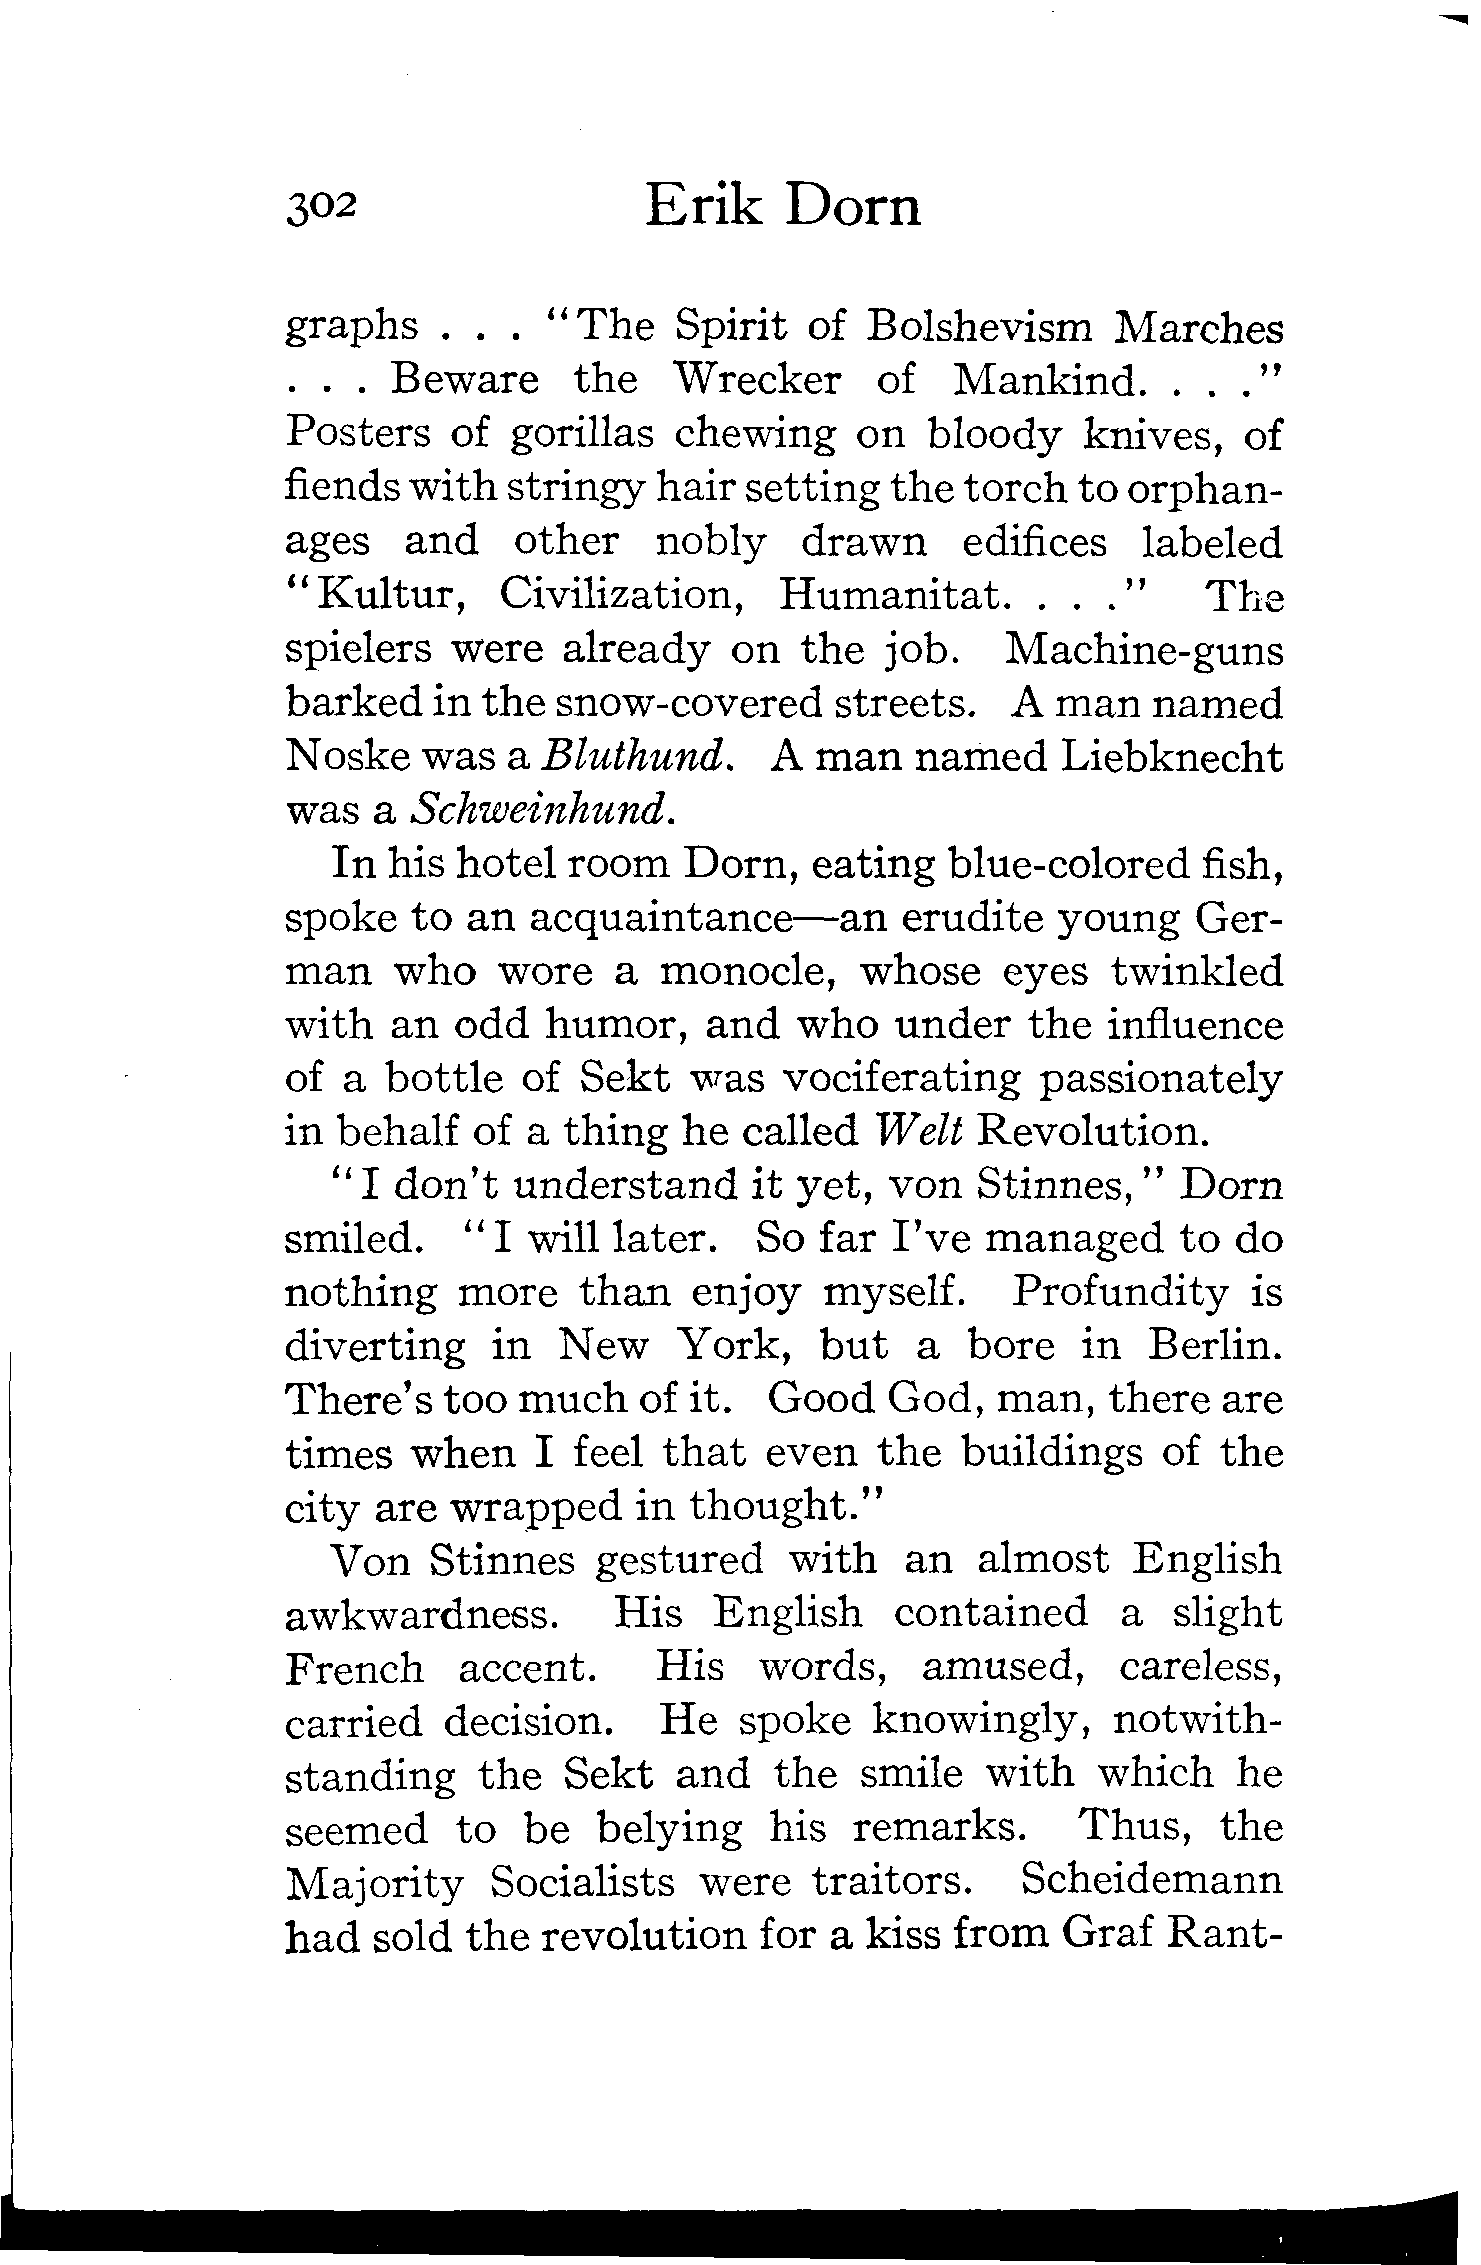 302 Erik Dorn
graphs . . . "The Spirit of Bolshevism Marches
. . . Beware the Wrecker of Mankind. . . ."
Posters of gorillas chewing on bloody knives, of
fiends with stringy hair setting the torch to orphan-
ages and other nobly drawn edifices labeled
"Kultur, Civilization, Humanitat. . . ." The
spielers were already on the job. Machine-guns
barked in the snow-covered streets. A man named
Noske was a Bluthund. A man named Liebknecht
was a Schweinhund.
In his hotel room Dorn, eating blue-colored fish,
spoke to an acquaintance—an erudite young Ger-
man who wore a monocle, whose eyes twinkled
with an odd humor, and who under the influence
of a bottle of Sekt was vociferating passionately
in behalf of a thing he called Welt Revolution.
"I don't understand it yet, von Stinnes," Dorn
smiled. "I will later. So far I've managed to do
nothing more than enjoy myself. Profundity is
diverting in New York, but a bore in Berlin.
There's too much of it. Good God, man, there are
times when I feel that even the buildings of the
city are wrapped in thought."
Von Stinnes gestured with an almost English
awkwardness. His English contained a slight
French accent. His words, amused, careless,
carried decision. He spoke knowingly, notwith-
standing the Sekt and the smile with which he
seemed to be belying his remarks. Thus, the
Majority Socialists were traitors. Scheidemann
had sold the revolution for a kiss from Graf Rant-